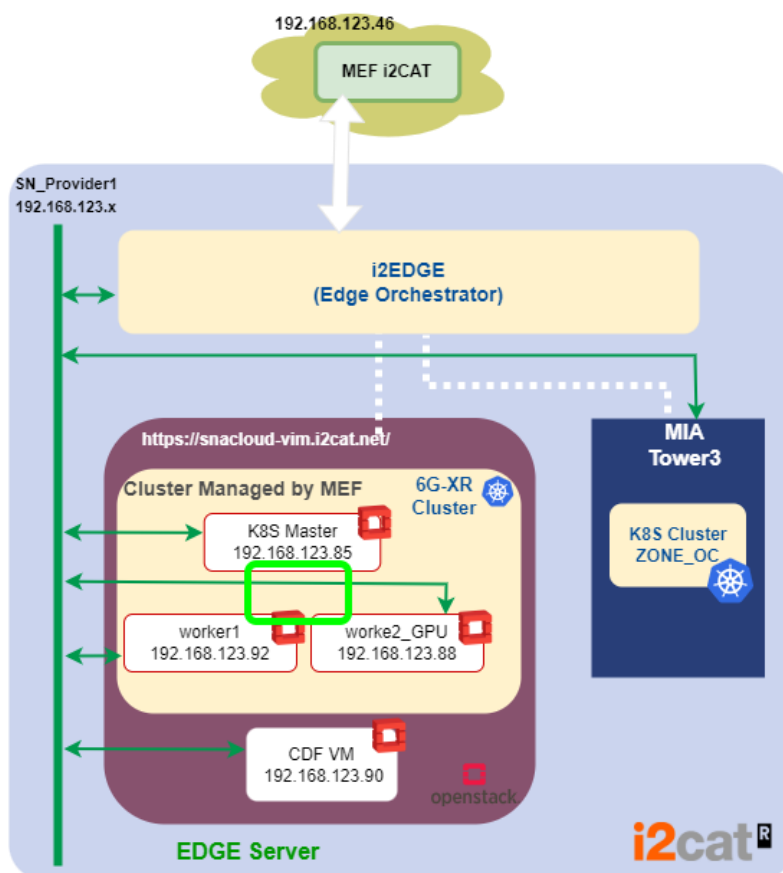 192.168.123.46
MEF i2CAT
SN_Provider1
192.168.123.x
i2EDGE
(Edge Orchestrator)
https://snacloud-vim.i2cat.net/
MIA
Tower3
Cluster Managed by MEF
6G-XR
Cluster
K8S Master
192.168.123.85
K8S Cluster
ZONE_OC
worker1
192.168.123.92
worke2_GPU
192.168.123.88
CDF VM
192.168.123.90
openstack.
EDGE Server
i2cat R